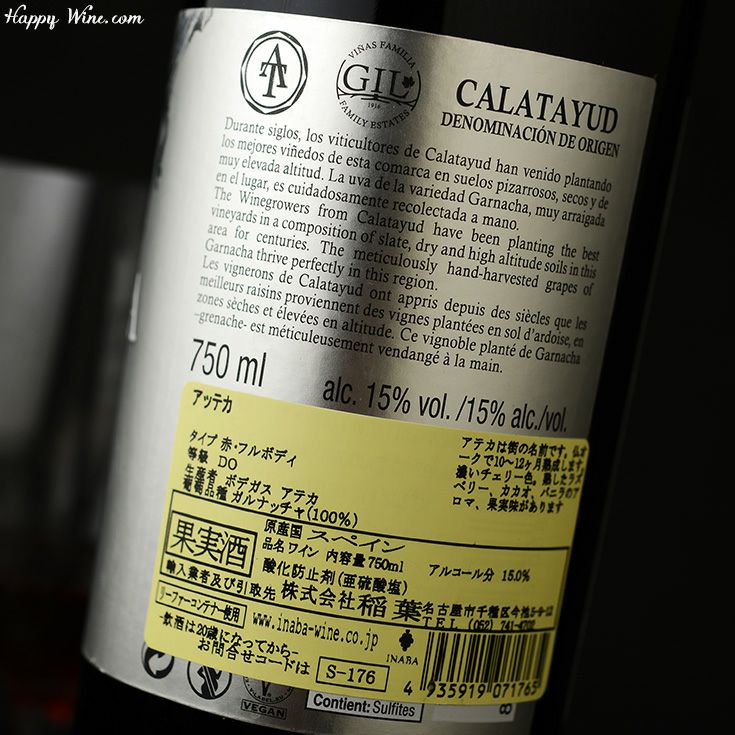 Happy Wine.com
AT
VIÑAS FAMILIA
GIL
1916
FAMILY ESTATES
CALATAYUD
DENOMINACIÓN DE ORIGEN
Durante siglos, los viticultores de Calatayud han venido plantando
los mejores viñedos de esta comarca en suelos pizarrosos, secos y de
muy elevada altitud. La uva de la variedad Garnacha, muy arraigada
en el lugar, es cuidadosamente recolectada a mano.
The Winegrowers from Calatayud have been planting the best
vineyards in a composition of slate, dry and high altitude soils in this
area for centuries. The meticulously hand-harvested grapes of
Garnacha thrive perfectly in this region.
Les vignerons de Calatayud ont appris depuis des siècles que les
meilleurs raisins proviennent des vignes plantées en sol d'ardoise, en
zones sèches et élevées en altitude. Ce vignoble planté de Garnacha
-grenache- est méticuleusement vendangé à la main.
750 ml
alc. 15% vol. /15% alc./vol.
アッテカ
タイプ 赤・フルボディ
等級 DO
生産者 ボデガス アテカ
葡萄品種 ガルナッチャ(100%)
アテカは街の名前です。仏オ
ークで10〜12ヶ月熟成します。
濃いチェリー色。熟したラズ
ベリー、カカオ、バニラのア
ロマ、果実味があります
果実酒
原産国 スペイン
品名 ワイン 内容量750ml
アルコール分 15.0%
酸化防止剤(亜硫酸塩)
輸入業者及び引取先 株式会社稲葉
名古屋市千種区今池5-9-12
TEL (052) 741-4702
リーファーコンテナー使用
www.inaba-wine.co.jp
INABA
-飲酒は20歳になってから-
お問合せコードは S-176
4 935919 071765
VEGAN
Content: Sulfites
8